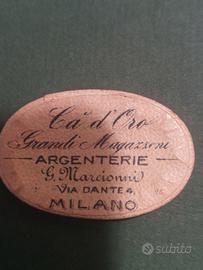 Ca' d'Oro
Grandi Magazzeni
ARGENTERIE
G. Marcionni
VIA DANTE 4,
MILANO
subito